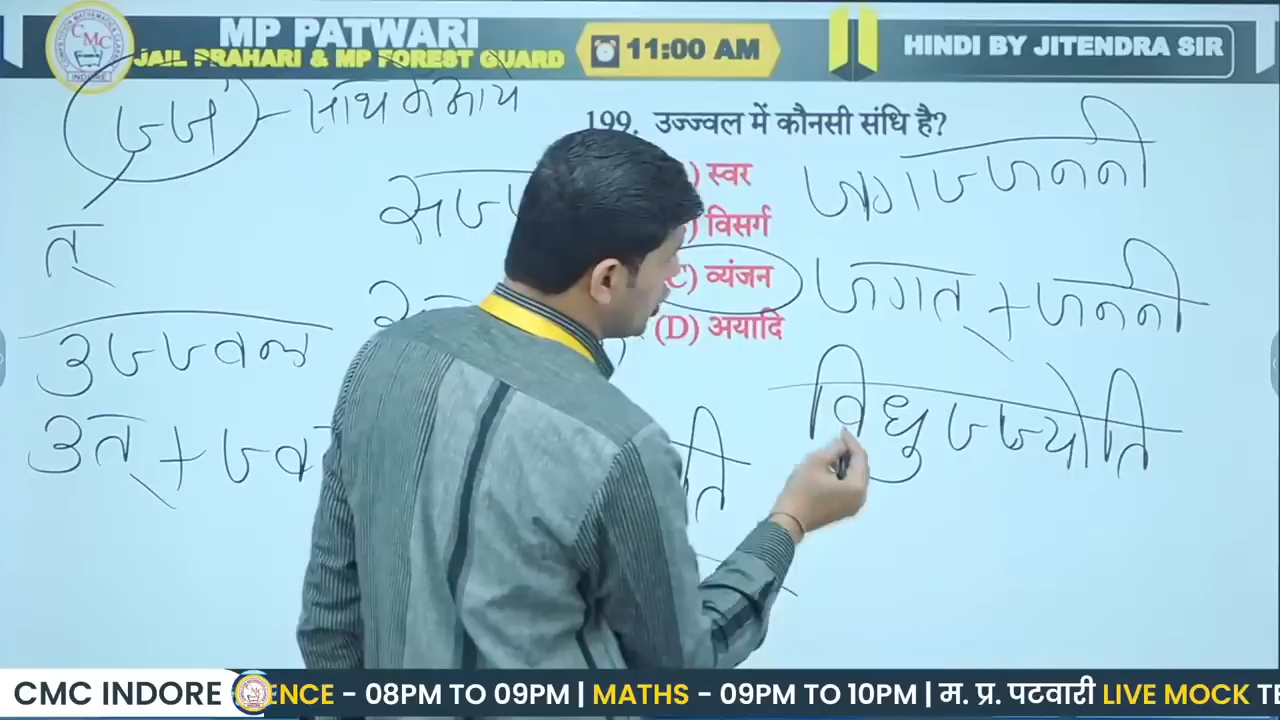 MP PATWARI
JAIL PRAHARI & MP FOREST GUARD
11:00 AM
HINDI BY JITENDRA SIR
CMC
INDORE
ज्ज - साथ में आये
त्
199. उज्ज्वल में कौनसी संधि है?
स्वर
विसर्ग
C) व्यंजन
(D) अयादि
उज्ज्वल
उत् + ज्व
सज्ज
ति
जगज्जननी
जगत् + जननी
विधुज्ज्योति
CMC INDORE
ENCE - 08PM TO 09PM | MATHS - 09PM TO 10PM | म. प्र. पटवारी LIVE MOCK TE